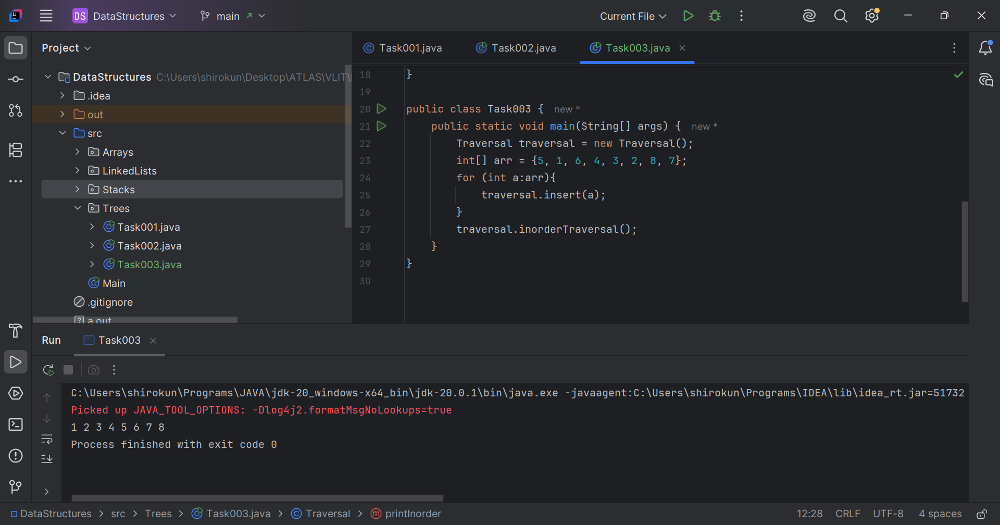 DS DataStructures main Current File
Project
Task001.java Task002.java Task003.java
DataStructures C:\Users\shirokun\Desktop\ATLAS\VLIT\
.idea
out
src
Arrays
LinkedLists
Stacks
Trees
Task001.java
Task002.java
Task003.java
Main
.gitignore
a.out
18 }
19
20 public class Task003 { new *
21 public static void main(String[] args) { new *
22 Traversal traversal = new Traversal();
23 int[] arr = {5, 1, 6, 4, 3, 2, 8, 7};
24 for (int a:arr){
25 traversal.insert(a);
26 }
27 traversal.inorderTraversal();
28 }
29 }
30
Run Task003
C:\Users\shirokun\Programs\JAVA\jdk-20_windows-x64_bin\jdk-20.0.1\bin\java.exe -javaagent:C:\Users\shirokun\Programs\IDEA\lib\idea_rt.jar=51732
Picked up JAVA_TOOL_OPTIONS: -Dlog4j2.formatMsgNoLookups=true
1 2 3 4 5 6 7 8
Process finished with exit code 0
DataStructures > src > Trees > Task003.java > Traversal > printInorder 12:28 CRLF UTF-8 4 spaces